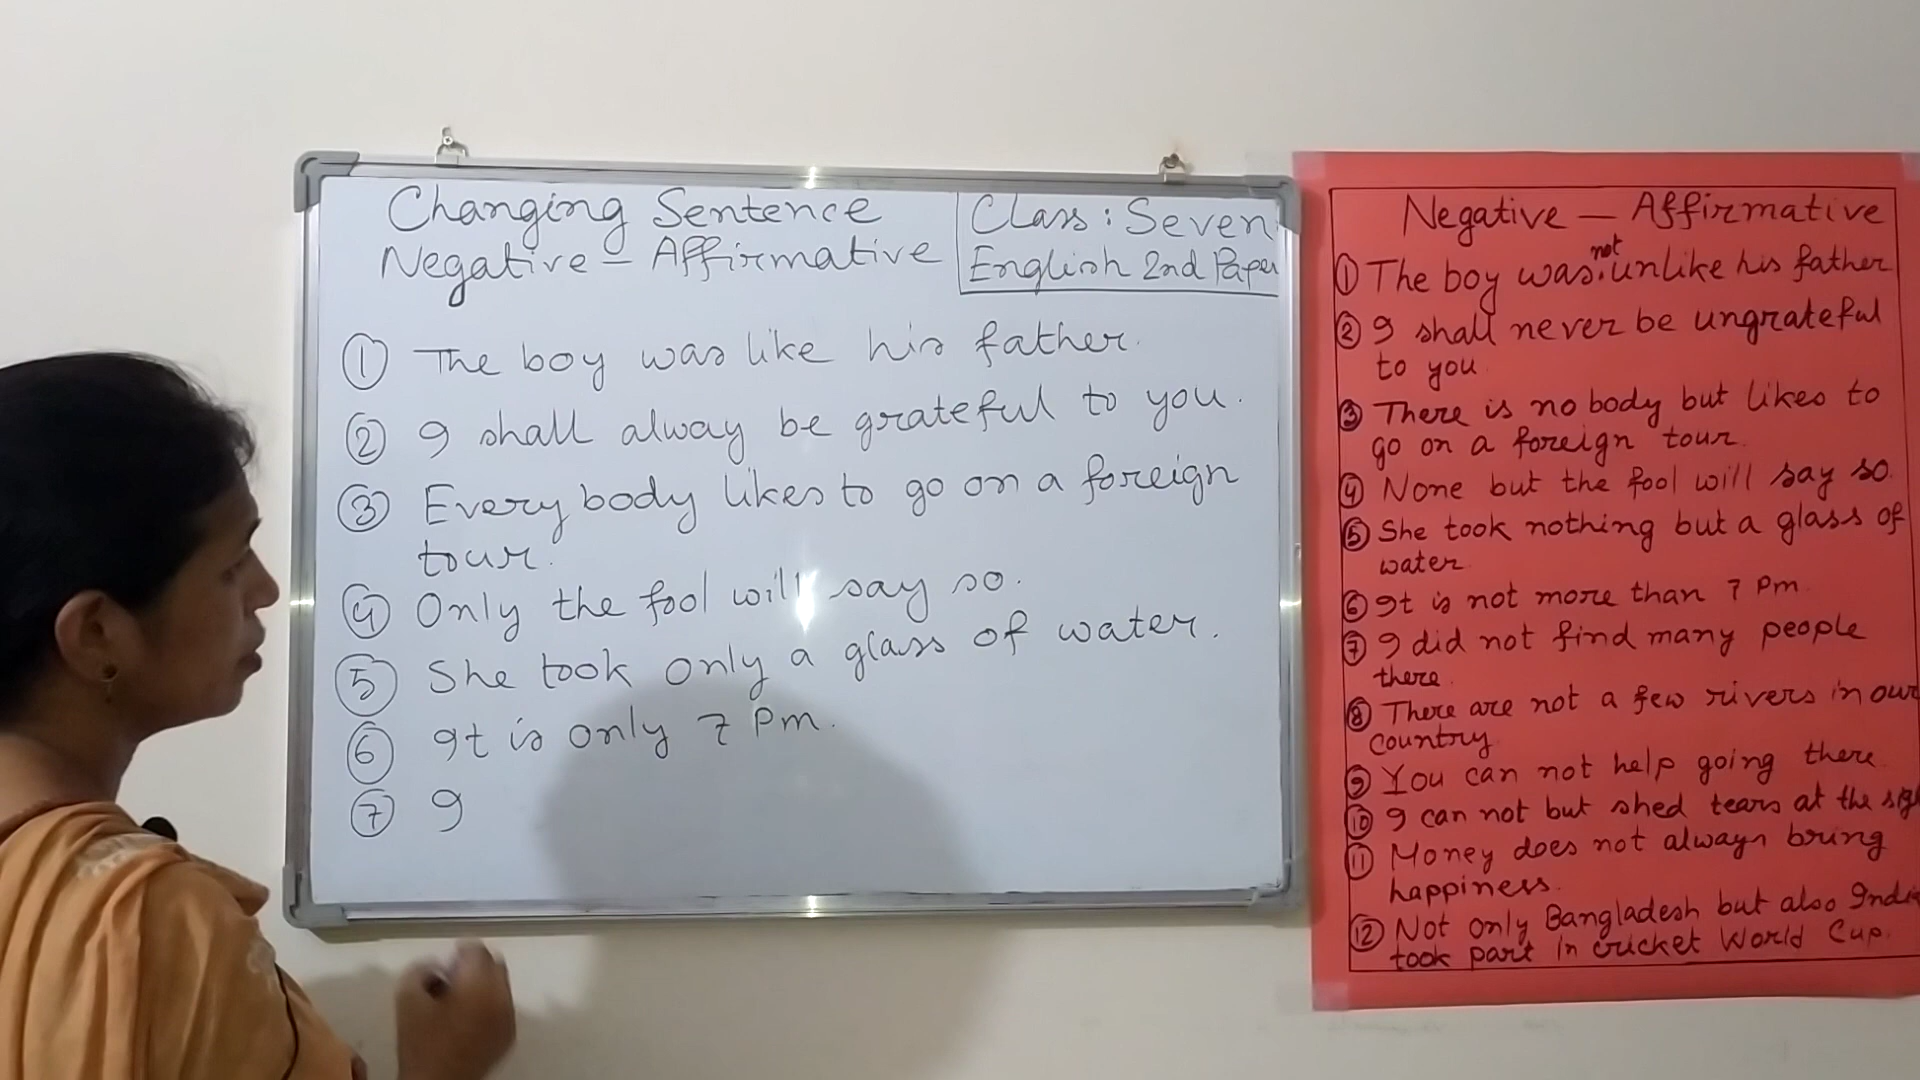 Changing Sentence
Negative – Affirmative
Class : Seven
English 2nd Paper
① The boy was like his father.
② I shall alway be grateful to you.
③ Every body likes to go on a foreign
tour.
④ Only the fool will say so.
⑤ She took only a glass of water.
⑥ It is only 7 Pm.
⑦ I
Negative — Affirmative
① The boy was not unlike his father
② I shall never be ungrateful
to you.
③ There is no body but likes to
go on a foreign tour.
④ None but the fool will say so.
⑤ She took nothing but a glass of
water.
⑥ It is not more than 7 Pm.
⑦ I did not find many people
there.
⑧ There are not a few rivers in our
country.
⑨ You can not help going there
⑩ I can not but shed tears at the
⑪ Money does not always bring
happiness.
⑫ Not only Bangladesh but also India
took part in cricket World Cup.